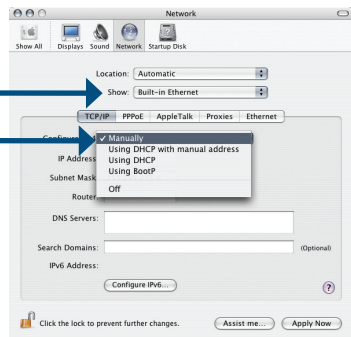 Network
Show All Displays Sound Network Startup Disk
Location: Automatic
Show: Built-in Ethernet
TCP/IP PPPoE AppleTalk Proxies Ethernet
✓ Manually
Using DHCP with manual address
IP Address
Using DHCP
Subnet Mask
Using BootP
Router
Off
DNS Servers:
Search Domains: (Optional)
IPv6 Address:
Configure IPv6...
?
Click the lock to prevent further changes. Assist me... Apply Now